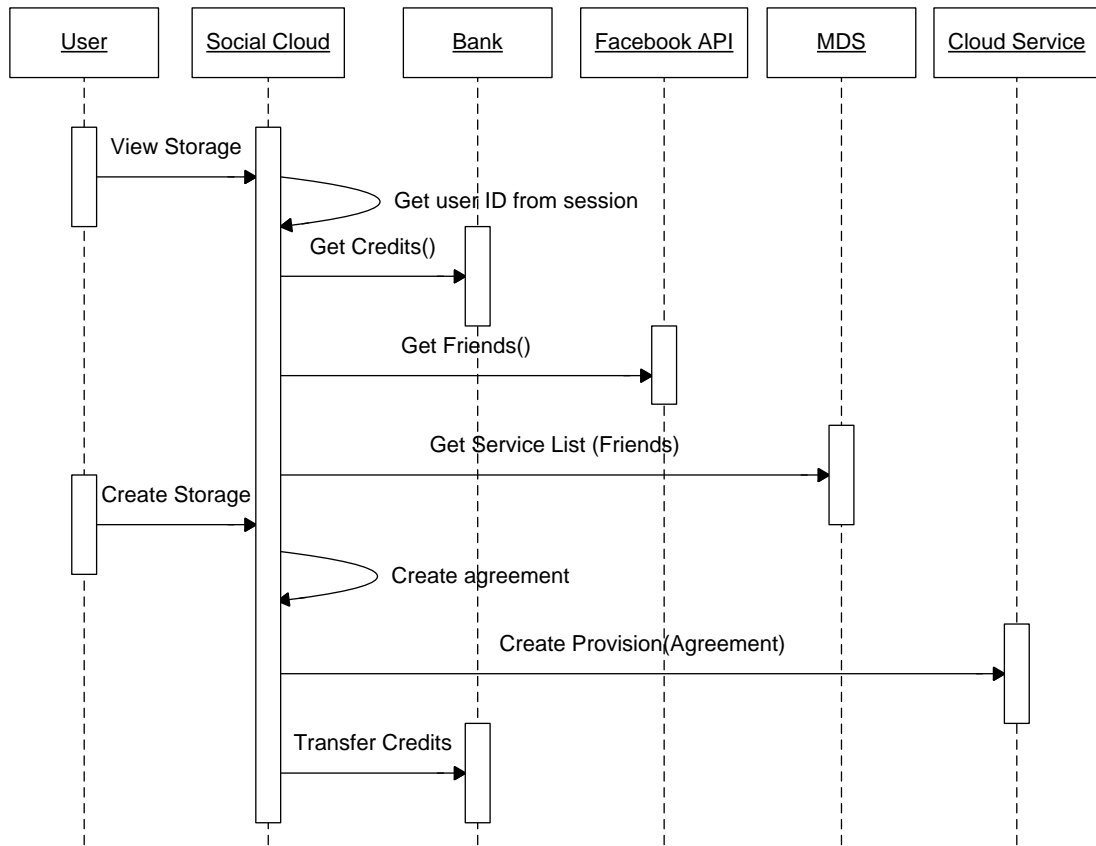 User
Social Cloud
Bank
Facebook API
MDS
Cloud Service
View Storage
Get user ID from session
Get Credits()
Get Friends()
Get Service List (Friends)
Create Storage
Create agreement
Create Provision(Agreement)
Transfer Credits